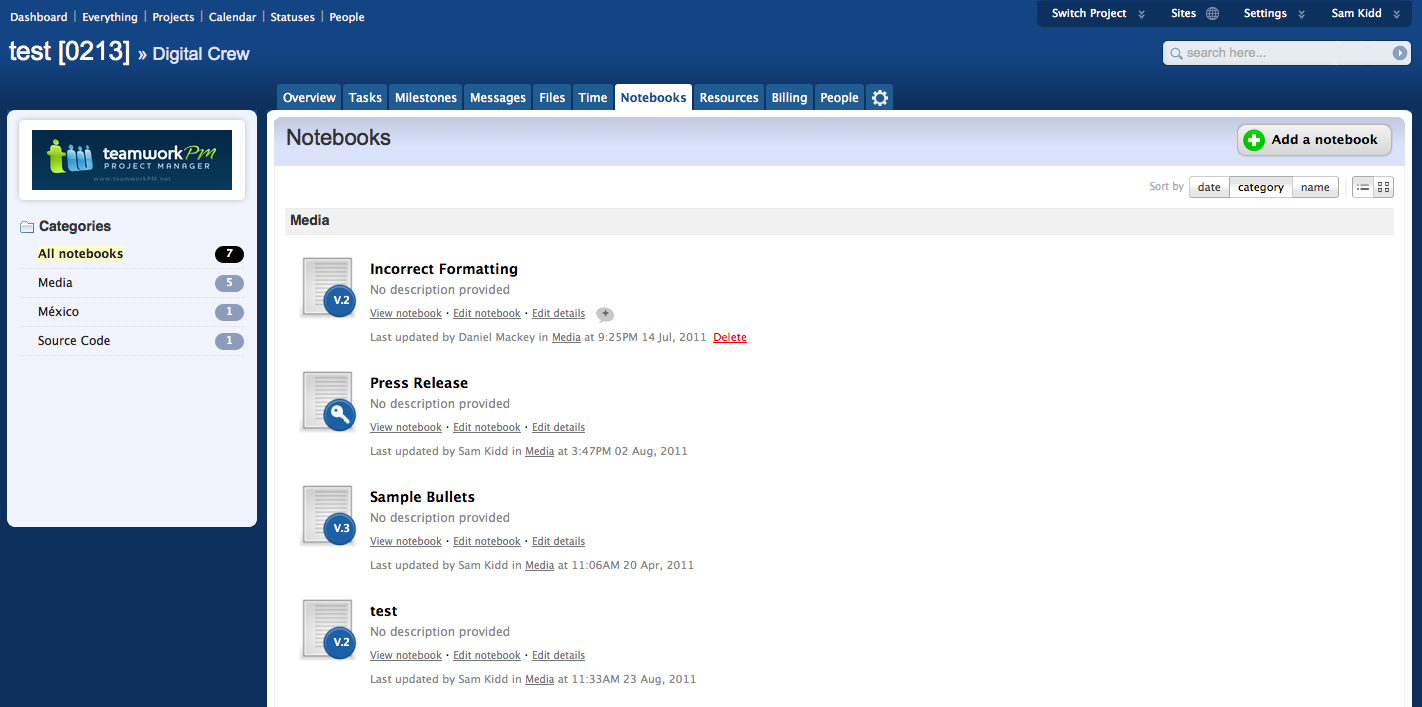 Dashboard | Everything | Projects | Calendar | Statuses | People
Switch Project Sites Settings Sam Kidd
test [0213] » Digital Crew
search here...
Overview Tasks Milestones Messages Files Time Notebooks Resources Billing People
teamworkPM
PROJECT MANAGER
www.teamworkPM.net
Categories
All notebooks 7
Media 5
México 1
Source Code 1
Notebooks
Add a notebook
Sort by date category name
Media
V.2
Incorrect Formatting
No description provided
View notebook · Edit notebook · Edit details +
Last updated by Daniel Mackey in Media at 9:25PM 14 Jul, 2011 Delete
Press Release
No description provided
View notebook · Edit notebook · Edit details
Last updated by Sam Kidd in Media at 3:47PM 02 Aug, 2011
V.3
Sample Bullets
No description provided
View notebook · Edit notebook · Edit details
Last updated by Sam Kidd in Media at 11:06AM 20 Apr, 2011
V.2
test
No description provided
View notebook · Edit notebook · Edit details
Last updated by Sam Kidd in Media at 11:33AM 23 Aug, 2011